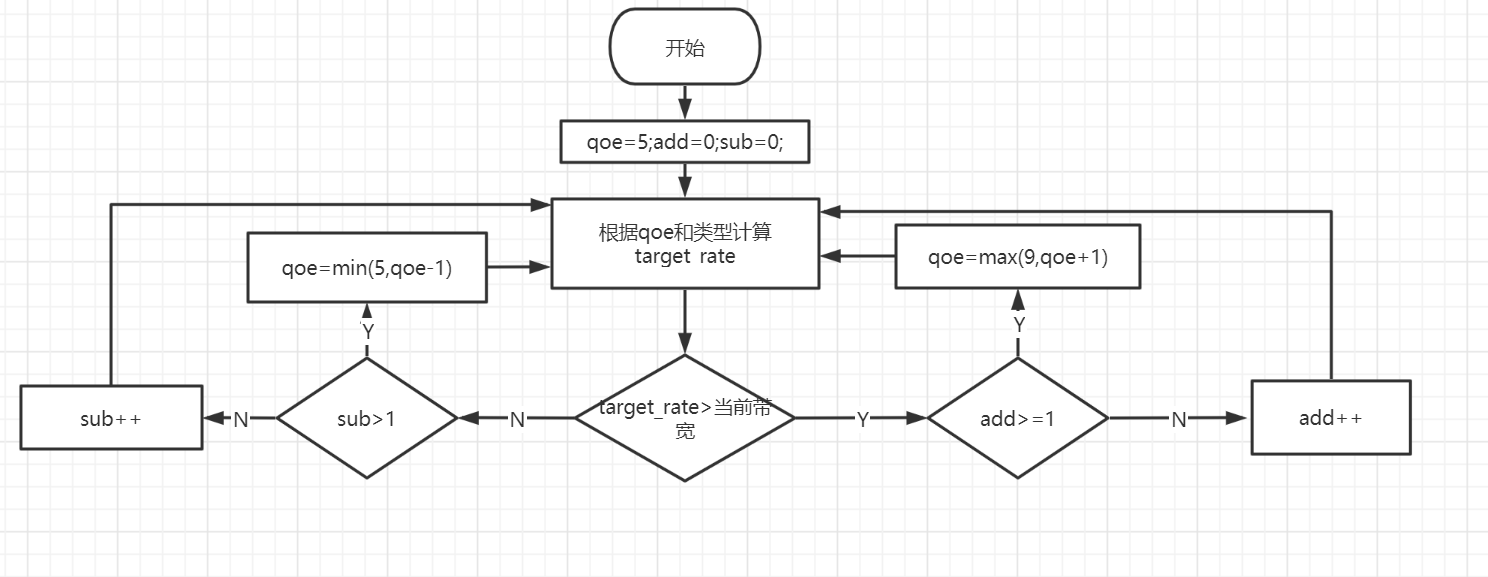 开始
qoe=5;add=0;sub=0;
根据qoe和类型计算
target rate
qoe=min(5,qoe-1)
qoe=max(9,qoe+1)
Y
Y
sub++
N
sub>1
N
target_rate>当前带
宽
Y
add>=1
N
add++